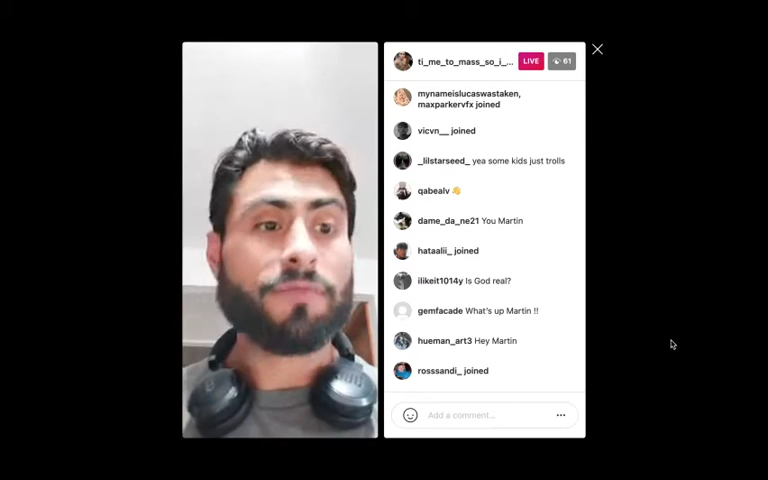 ti_me_to_mass_so_i_...
LIVE
61
mynameislucaswastaken,
maxparkervfx joined
vicvn__ joined
_lilstarseed_ yea some kids just trolls
qabealv 👋
dame_da_ne21 You Martin
hataalii_ joined
ilikeit1014y Is God real?
gemfacade What's up Martin !!
hueman_art3 Hey Martin
rosssandi_ joined
Add a comment...